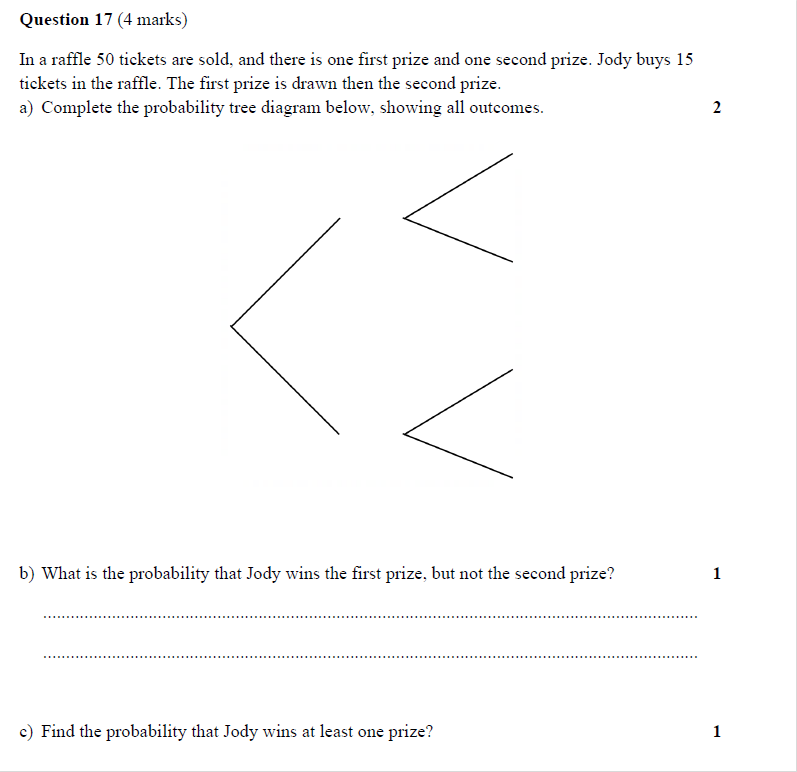 Question 17 (4 marks)
In a raffle 50 tickets are sold, and there is one first prize and one second prize. Jody buys 15
tickets in the raffle. The first prize is drawn then the second prize.
a) Complete the probability tree diagram below, showing all outcomes. 2
b) What is the probability that Jody wins the first prize, but not the second prize? 1
c) Find the probability that Jody wins at least one prize? 1